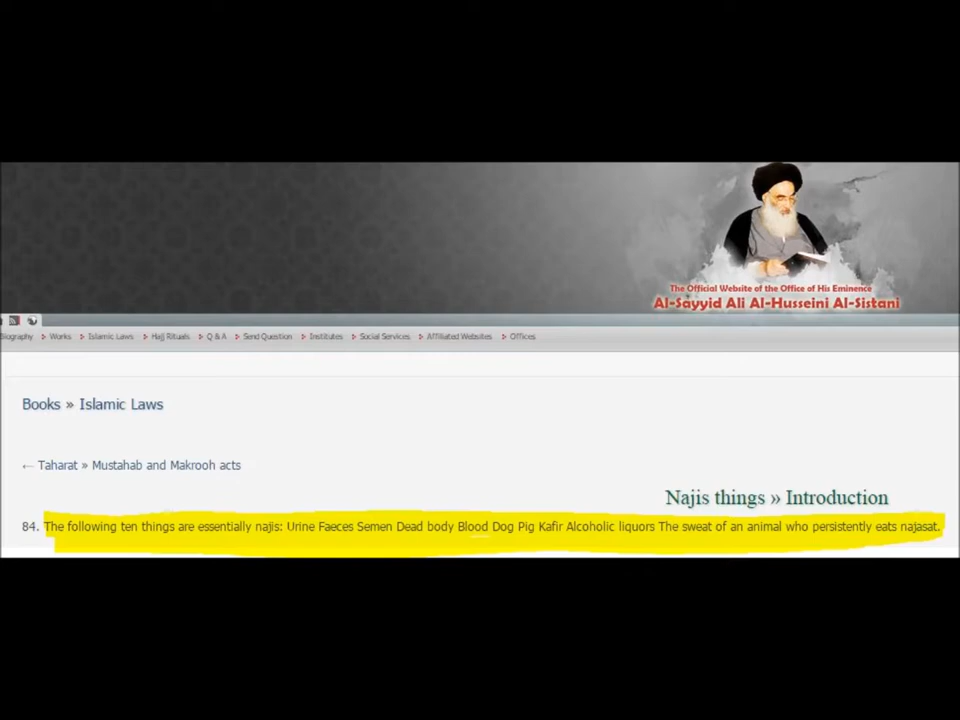 The Official Website of the Office of His Eminence
Al-Sayyid Ali Al-Husseini Al-Sistani
Biography Works Islamic Laws Hajj Rituals Q & A Send Question Institutes Social Services Affiliated Websites Offices
Books » Islamic Laws
← Taharat » Mustahab and Makrooh acts
Najis things » Introduction
84. The following ten things are essentially najis: Urine Faeces Semen Dead body Blood Dog Pig Kafir Alcoholic liquors The sweat of an animal who persistently eats najasat.